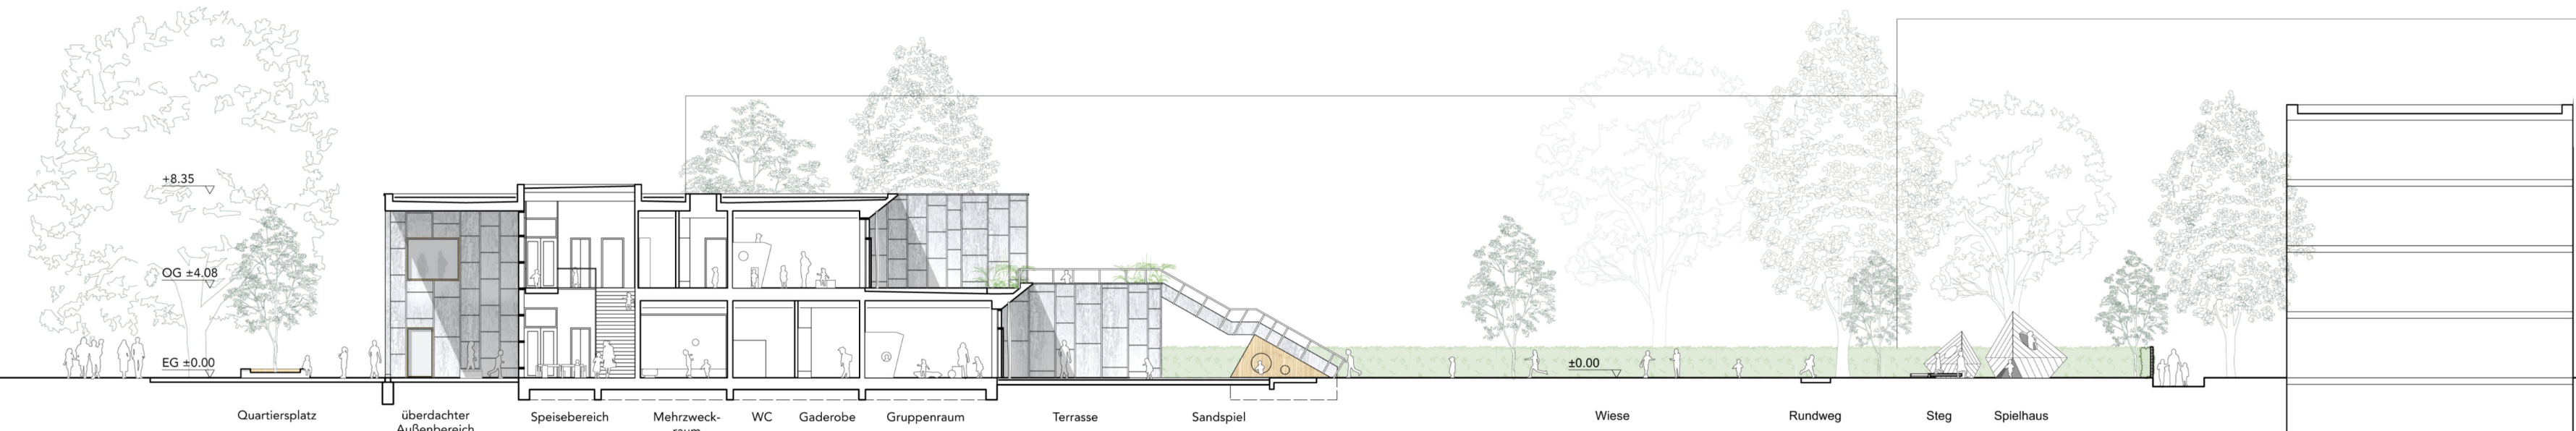 +8.35
OG ±4.08
EG ±0.00
±0.00
Quartiersplatz
überdachter
Außenbereich
Speisebereich
Mehrzweck-
raum
WC
Gaderobe
Gruppenraum
Terrasse
Sandspiel
Wiese
Rundweg
Steg
Spielhaus